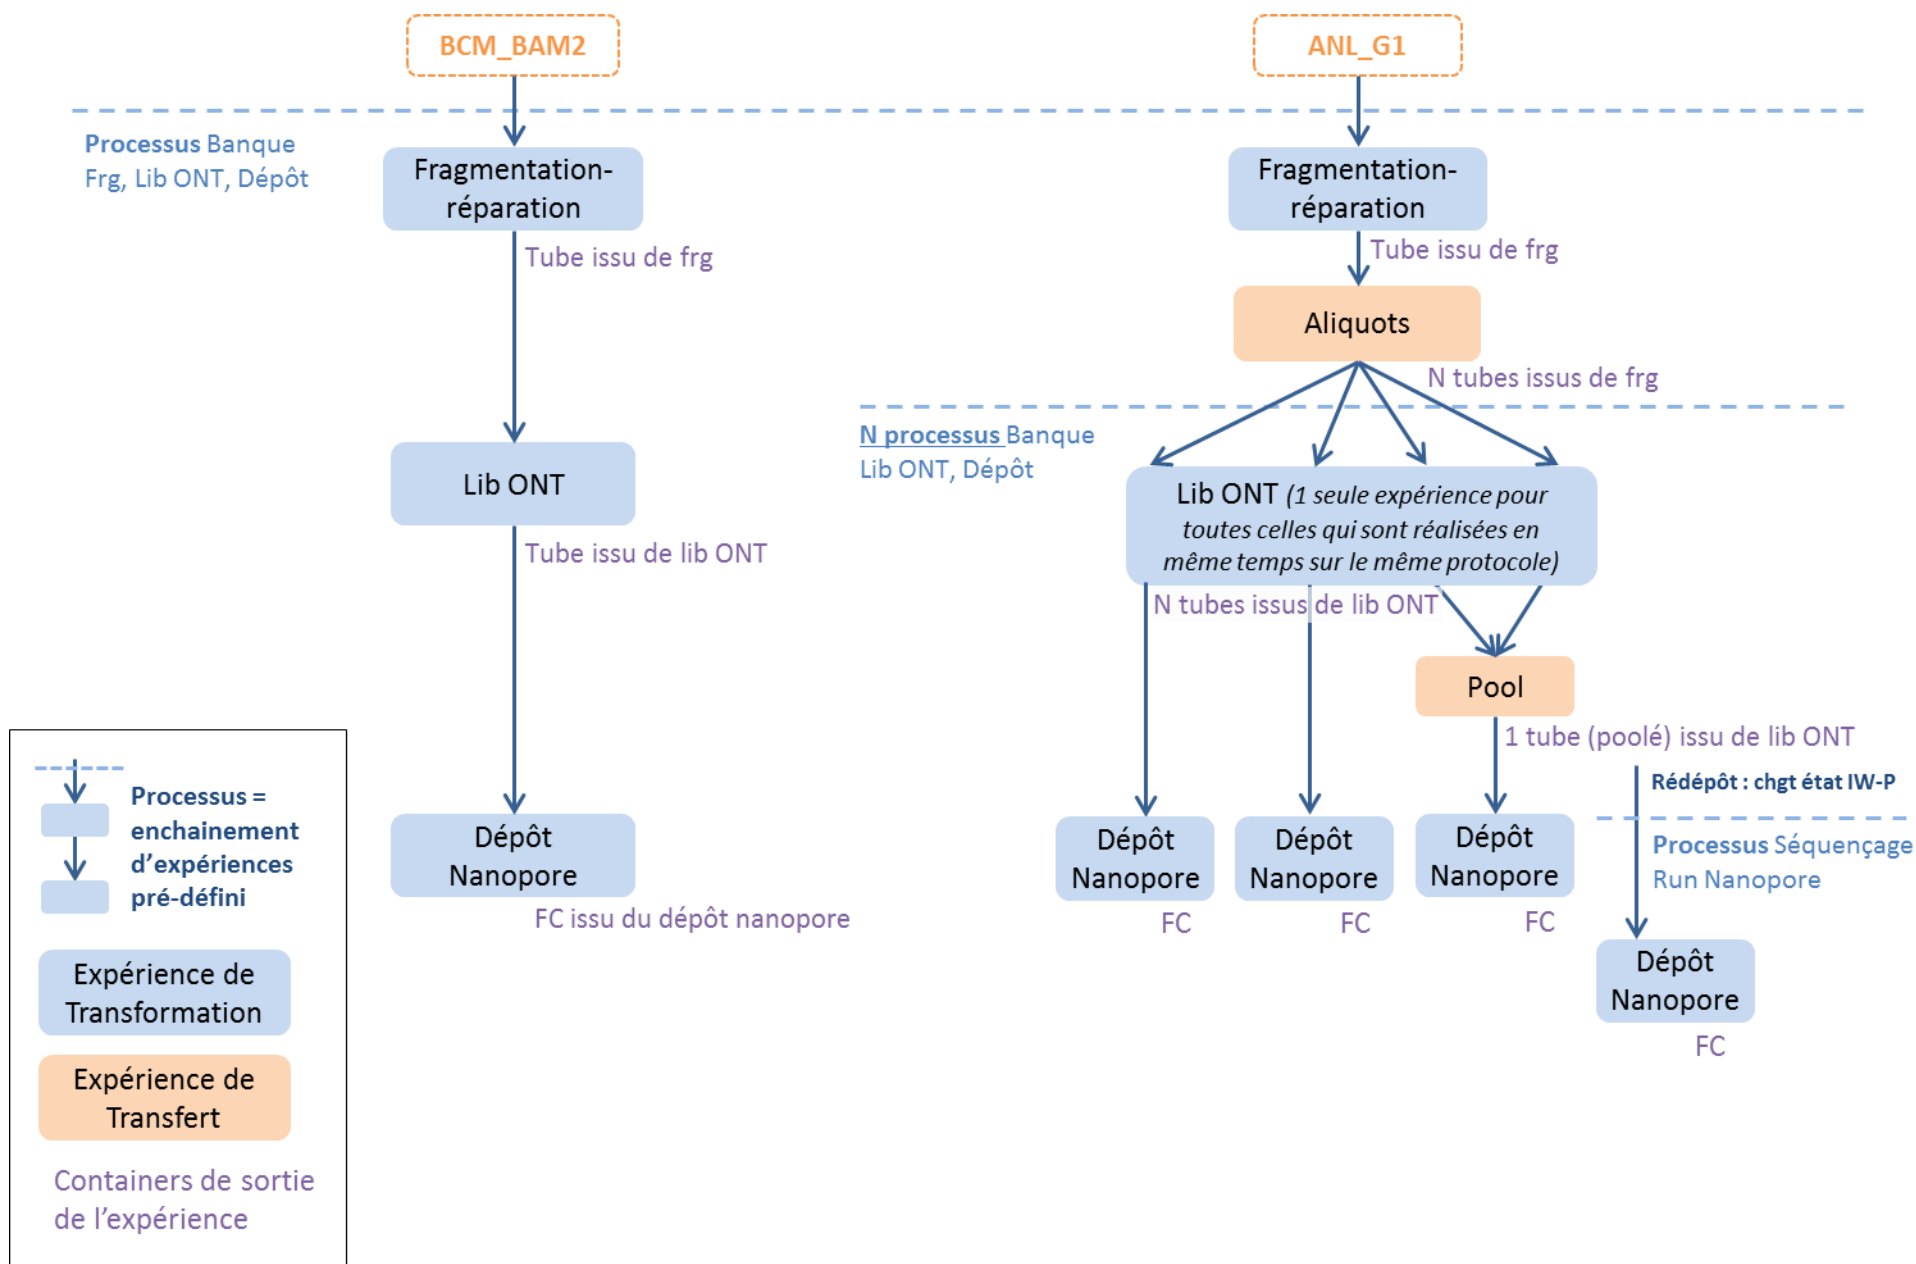 BCM_BAM2
ANL_G1
Processus Banque
Frg, Lib ONT, Dépôt
Fragmentation-
réparation
Tube issu de frg
Fragmentation-
réparation
Tube issu de frg
Aliquots
N tubes issus de frg
N processus Banque
Lib ONT, Dépôt
Lib ONT
Tube issu de lib ONT
Lib ONT (1 seule expérience pour
toutes celles qui sont réalisées en
même temps sur le même protocole)
N tubes issus de lib ONT
Pool
1 tube (poolé) issu de lib ONT
Rédépôt : chgt état IW-P
Processus Séquençage
Run Nanopore
Dépôt
Nanopore
FC issu du dépôt nanopore
Dépôt
Nanopore
FC
Dépôt
Nanopore
FC
Dépôt
Nanopore
FC
Dépôt
Nanopore
FC
Processus =
enchainement
d’expériences
pré-défini
Expérience de
Transformation
Expérience de
Transfert
Containers de sortie
de l’expérience